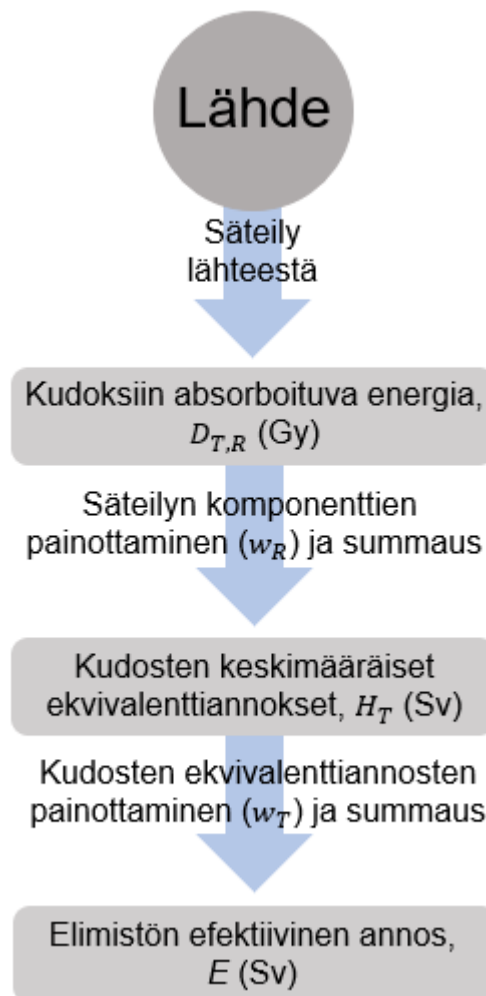 Lähde
Säteily
lähteestä
Kudoksiin absorboituva energia,
D_{T,R} (Gy)
Säteilyn komponenttien
painottaminen (w_R) ja summaus
Kudosten keskimääräiset
ekvivalenttiannokset, H_T (Sv)
Kudosten ekvivalenttiannosten
painottaminen (w_T) ja summaus
Elimistön efektiivinen annos,
E (Sv)